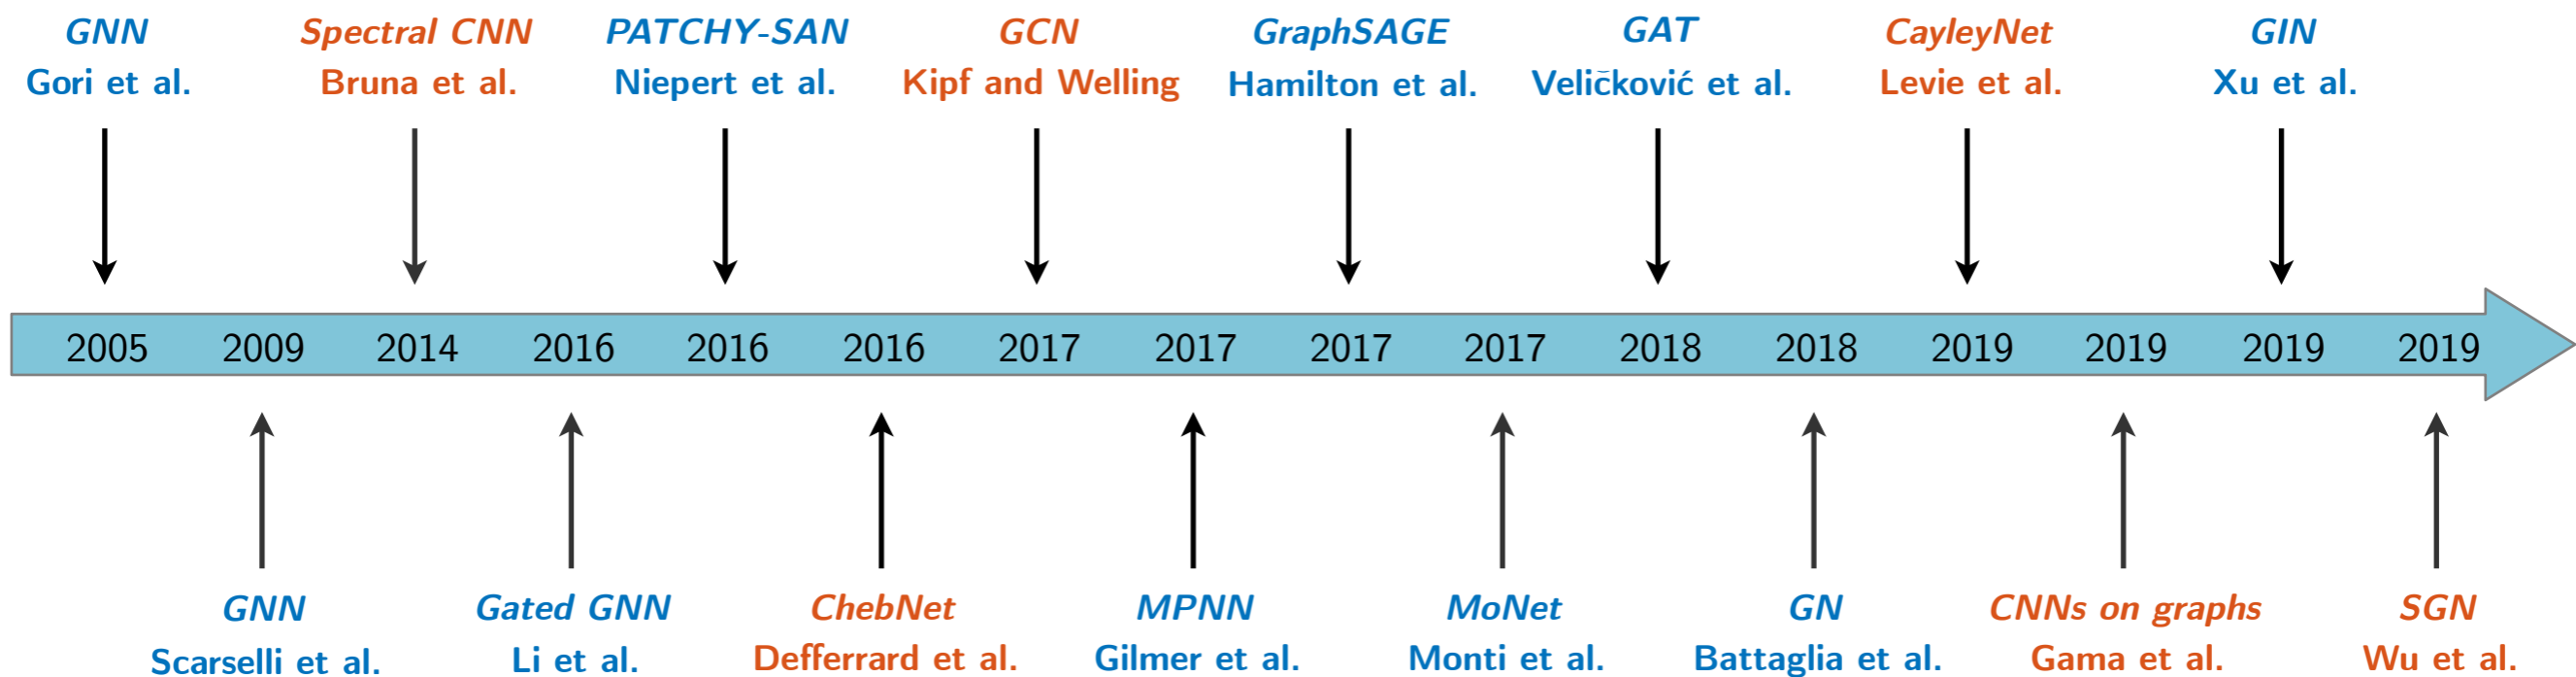 GNN
Gori et al.
Spectral CNN
Bruna et al.
PATCHY-SAN
Niepert et al.
GCN
Kipf and Welling
GraphSAGE
Hamilton et al.
GAT
Veličković et al.
CayleyNet
Levie et al.
GIN
Xu et al.
2005 2009 2014 2016 2016 2016 2017 2017 2017 2017 2018 2018 2019 2019 2019 2019
GNN
Scarselli et al.
Gated GNN
Li et al.
ChebNet
Defferrard et al.
MPNN
Gilmer et al.
MoNet
Monti et al.
GN
Battaglia et al.
CNNs on graphs
Gama et al.
SGN
Wu et al.